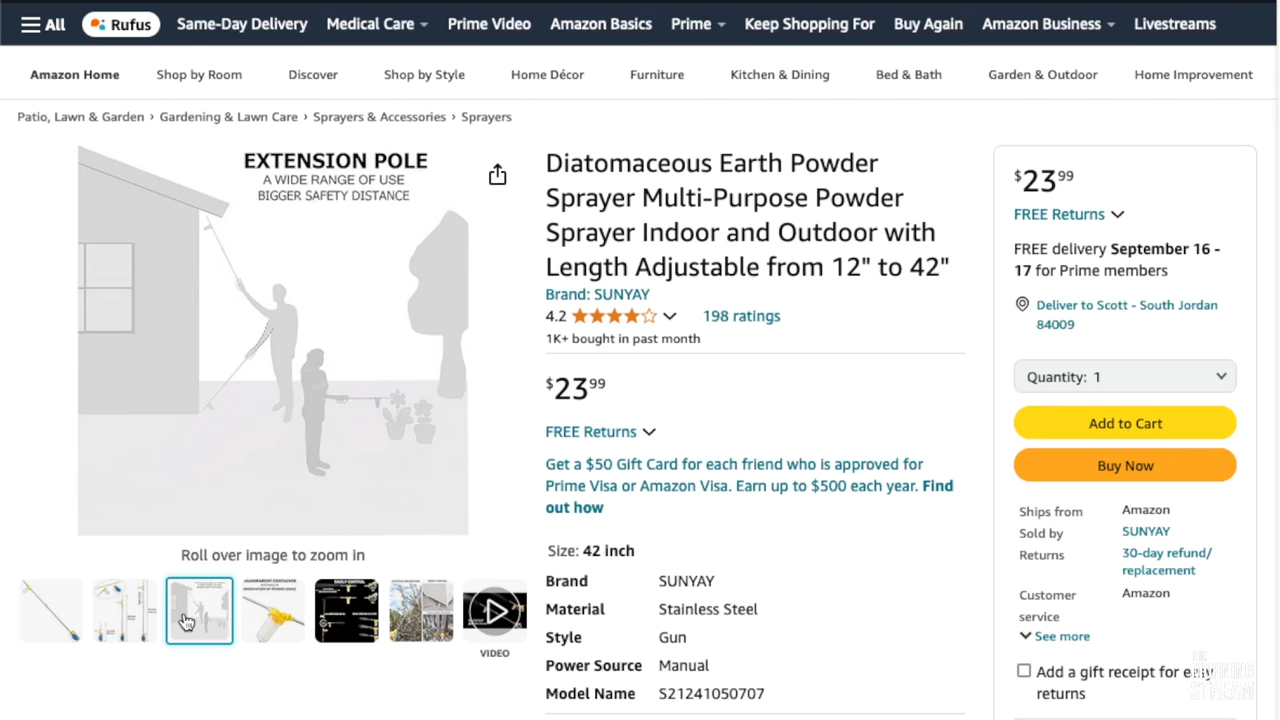 All Rufus Same-Day Delivery Medical Care Prime Video Amazon Basics Prime Keep Shopping For Buy Again Amazon Business Livestreams
Amazon Home Shop by Room Discover Shop by Style Home Décor Furniture Kitchen & Dining Bed & Bath Garden & Outdoor Home Improvement
Patio, Lawn & Garden › Gardening & Lawn Care › Sprayers & Accessories › Sprayers
EXTENSION POLE
A WIDE RANGE OF USE
BIGGER SAFETY DISTANCE
Roll over image to zoom in
VIDEO
Diatomaceous Earth Powder
Sprayer Multi-Purpose Powder
Sprayer Indoor and Outdoor with
Length Adjustable from 12" to 42"
Brand: SUNYAY
4.2 198 ratings
1K+ bought in past month
$23.99
FREE Returns
Get a $50 Gift Card for each friend who is approved for
Prime Visa or Amazon Visa. Earn up to $500 each year. Find
out how
Size: 42 inch
Brand SUNYAY
Material Stainless Steel
Style Gun
Power Source Manual
Model Name S21241050707
$23.99
FREE Returns
FREE delivery September 16 -
17 for Prime members
Deliver to Scott - South Jordan
84009
Quantity: 1
Add to Cart
Buy Now
Ships from Amazon
Sold by SUNYAY
Returns 30-day refund/
replacement
Customer Amazon
service
See more
Add a gift receipt for easy
returns
THE
MORNING
STREAM